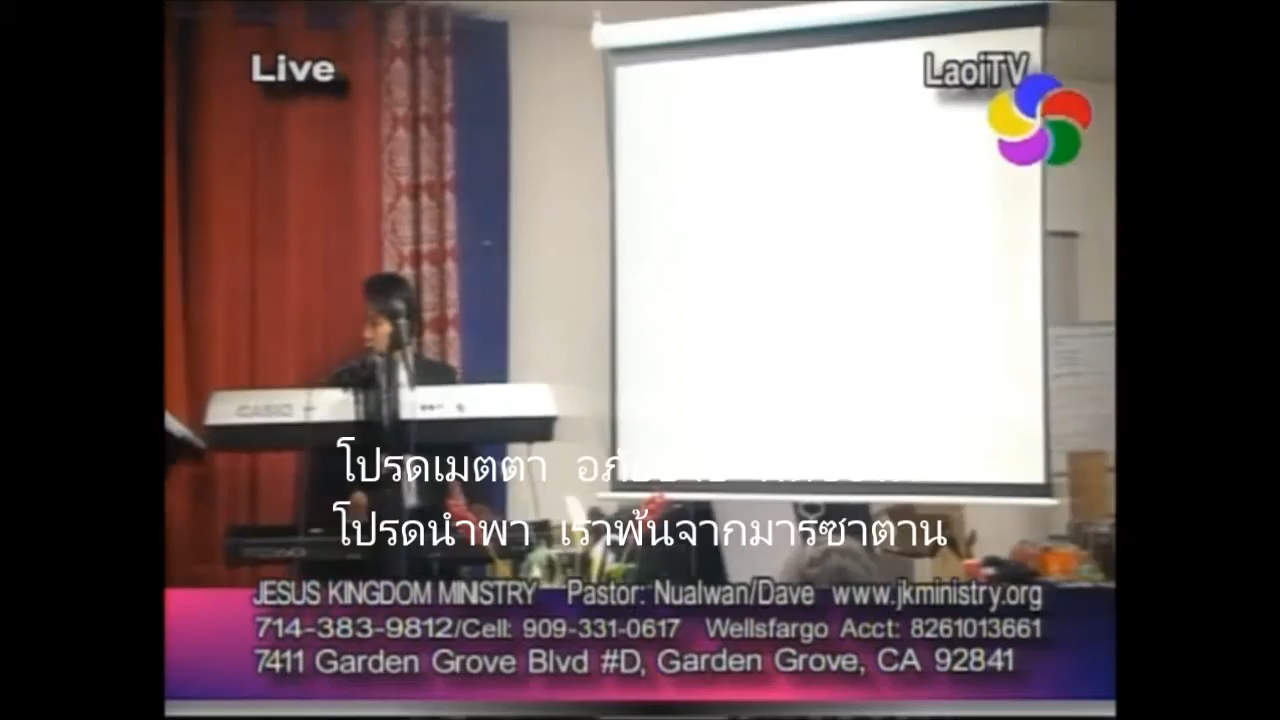 Live
LaoiTV
CASIO
โปรดเมตตา
โปรดนำพา เราพ้นจากมารซาตาน
JESUS KINGDOM MINISTRY Pastor: Nualwan/Dave www.jkministry.org
714-383-9812/Cell: 909-331-0617 Wellsfargo Acct: 8261013661
7411 Garden Grove Blvd #D, Garden Grove, CA 92841